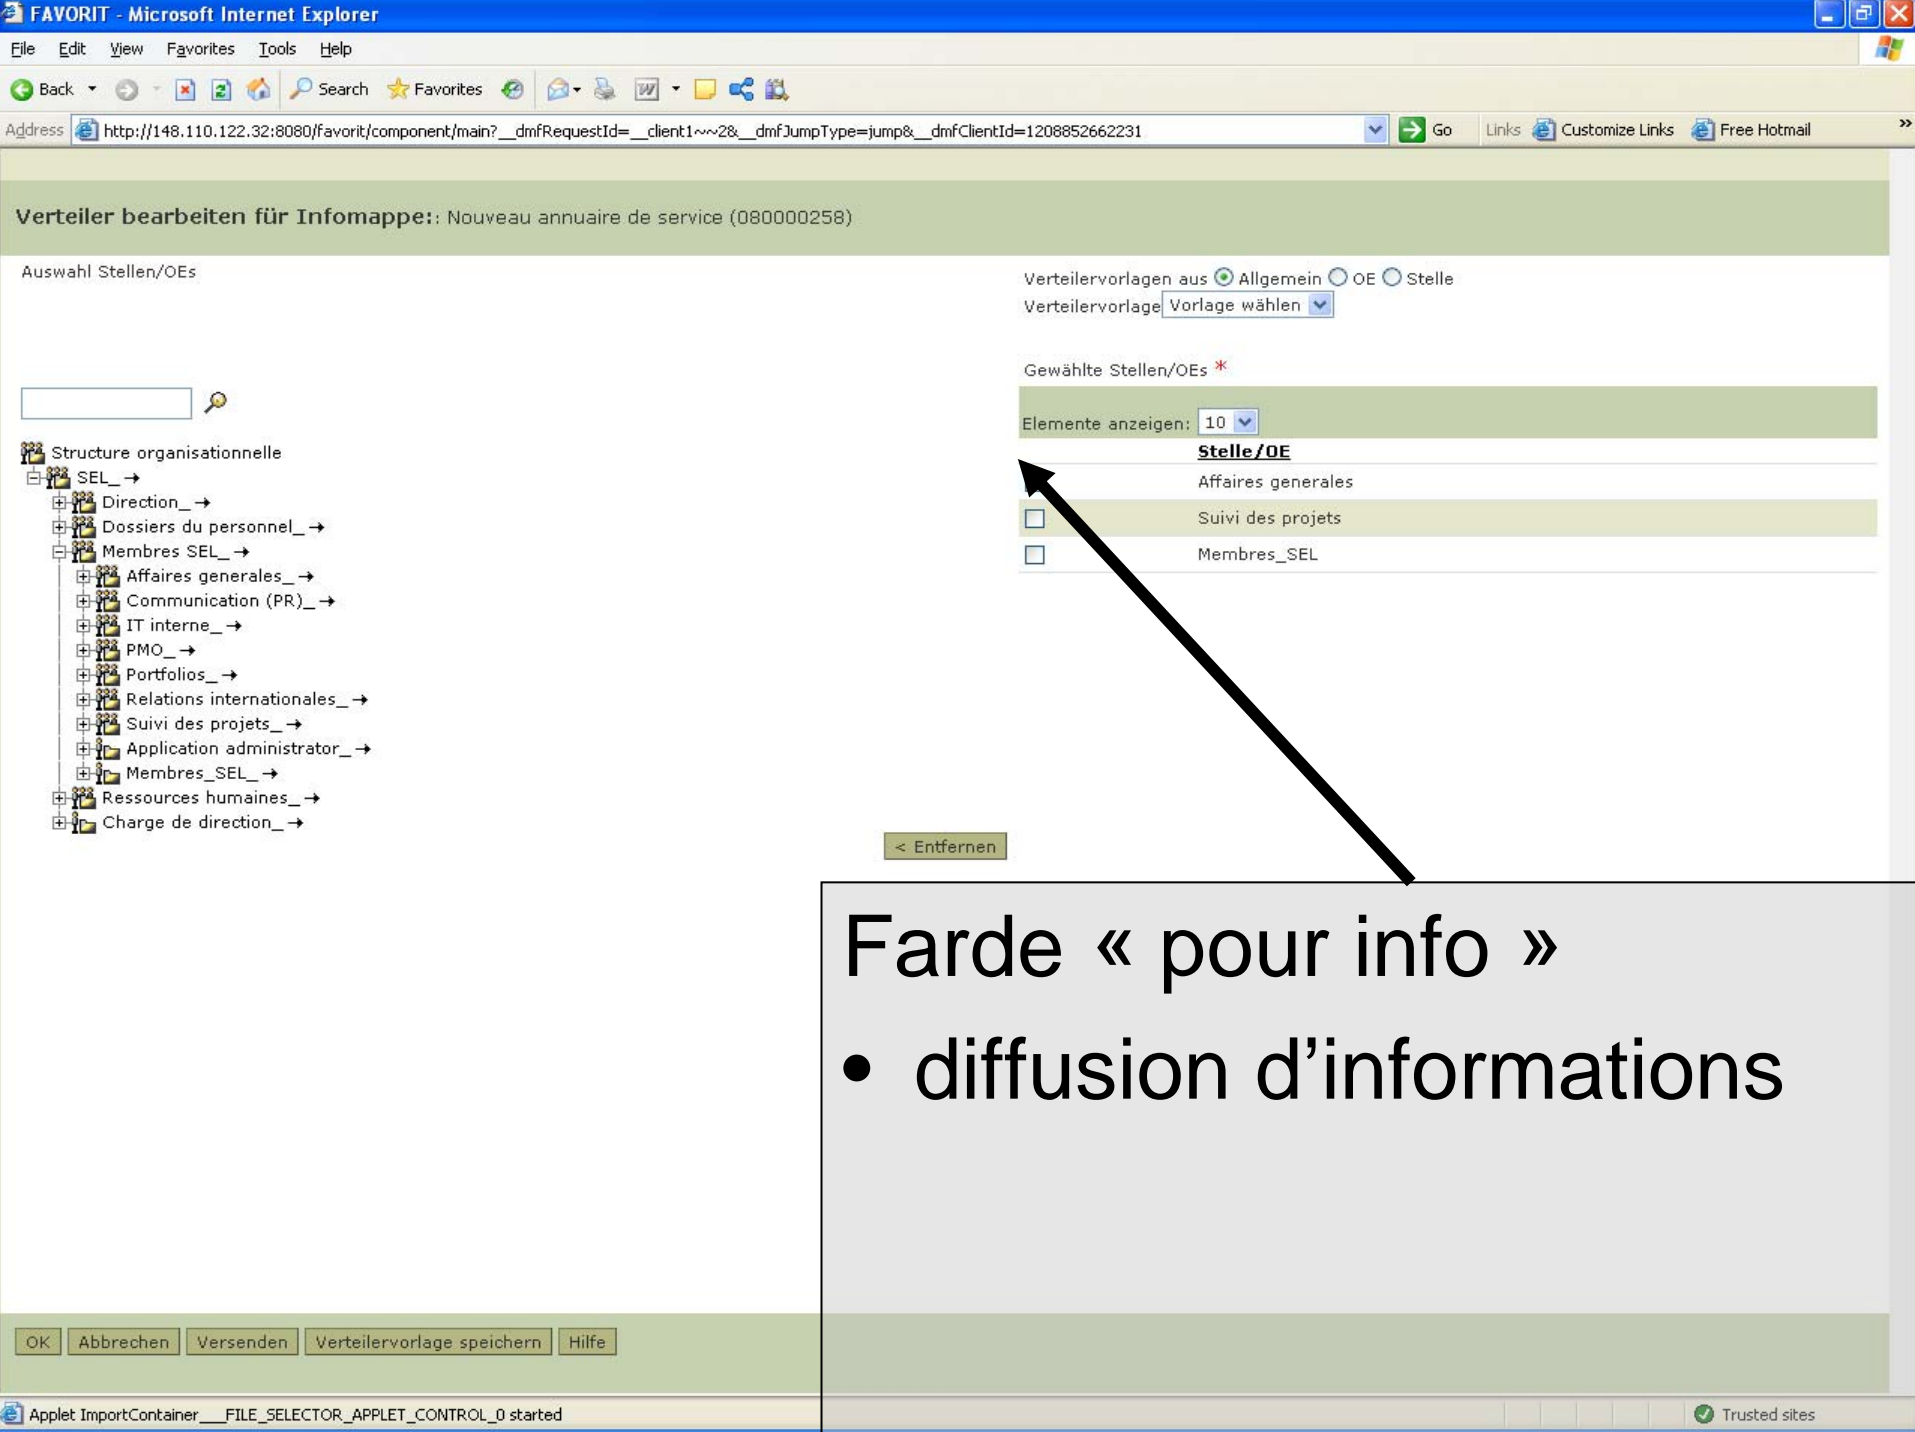 FAVORIT - Microsoft Internet Explorer
File Edit View Favorites Tools Help
Back Search Favorites
Address http://148.110.122.32:8080/favorit/component/main?__dmfRequestId=__client1~~2&__dmfJumpType=jump&__dmfClientId=1208852662231 Go Links Customize Links Free Hotmail »
Verteiler bearbeiten für Infomappe:: Nouveau annuaire de service (080000258)
Auswahl Stellen/OEs
Verteilervorlagen aus Allgemein OE Stelle
Verteilervorlage Vorlage wählen
Gewählte Stellen/OEs *
Elemente anzeigen: 10
Stelle/OE
Affaires generales
Suivi des projets
Membres_SEL
Structure organisationnelle
SEL_ →
Direction_ →
Dossiers du personnel_ →
Membres SEL_ →
Affaires generales_ →
Communication (PR)_ →
IT interne_ →
PMO_ →
Portfolios_ →
Relations internationales_ →
Suivi des projets_ →
Application administrator_ →
Membres_SEL_ →
Ressources humaines_ →
Charge de direction_ →
< Entfernen
Farde « pour info »
• diffusion d’informations
OK Abbrechen Versenden Verteilervorlage speichern Hilfe
Applet ImportContainer___FILE_SELECTOR_APPLET_CONTROL_0 started Trusted sites